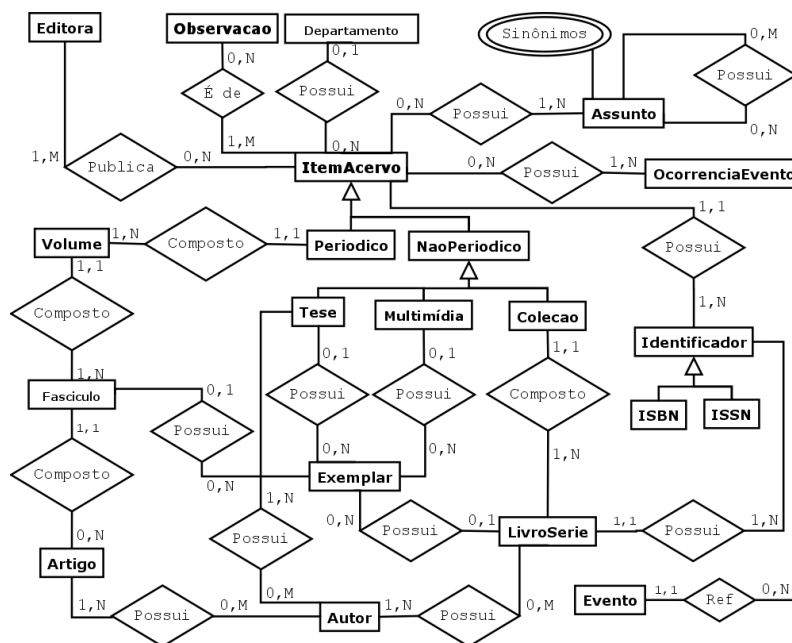 Editora
Observacao
Departamento
Sinônimos
0,M
0,N
0,1
É de
Possui
Possui
0,N
1,N
Possui
Assunto
0,N
1,M
Publica
0,N
1,M
0,N
ItemAcervo
0,N
Possui
1,N
OcorrenciaEvento
1,1
Volume
1,N
Composto
1,1
Periodico
NaoPeriodico
Possui
1,1
Composto
Tese
Multimídia
Colecao
1,N
Identificador
0,1
0,1
1,1
1,N
Fasciculo
0,1
Possui
Possui
Composto
ISBN
ISSN
1,1
Possui
0,N
0,N
1,N
Composto
0,N
Exemplar
1,N
0,N
Possui
0,1
LivroSerie
1,1
Possui
1,N
0,N
Possui
Artigo
1,N
Possui
0,M
0,M
Autor
1,N
Possui
0,M
Evento
1,1
Ref
0,N